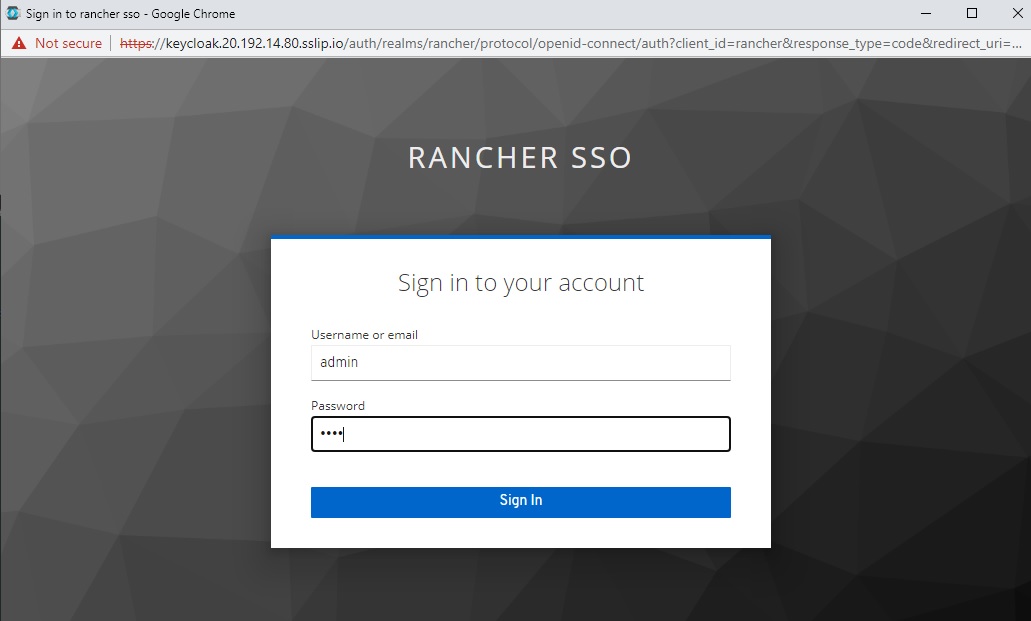 Sign in to rancher sso - Google Chrome
Not secure | https://keycloak.20.192.14.80.sslip.io/auth/realms/rancher/protocol/openid-connect/auth?client_id=rancher&response_type=code&redirect_uri=...
RANCHER SSO
Sign in to your account
Username or email
admin
Password
••••
Sign In